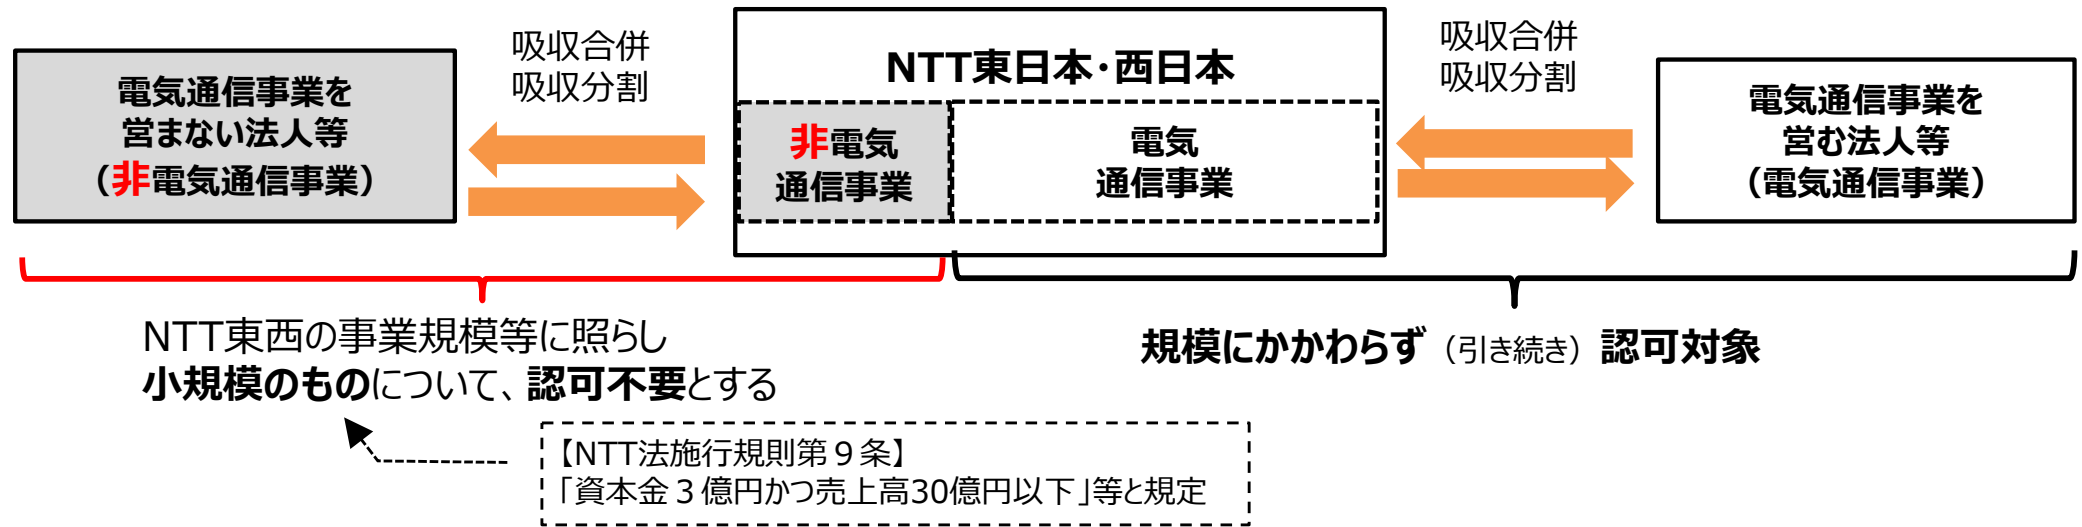 電気通信事業を
営まない法人等
（非電気通信事業）
吸収合併
吸収分割
NTT東日本・西日本
非電気
通信事業
電気
通信事業
吸収合併
吸収分割
電気通信事業を
営む法人等
（電気通信事業）
NTT東西の事業規模等に照らし
小規模のものについて、認可不要とする
規模にかかわらず（引き続き）認可対象
【NTT法施行規則第９条】
「資本金３億円かつ売上高30億円以下」等と規定